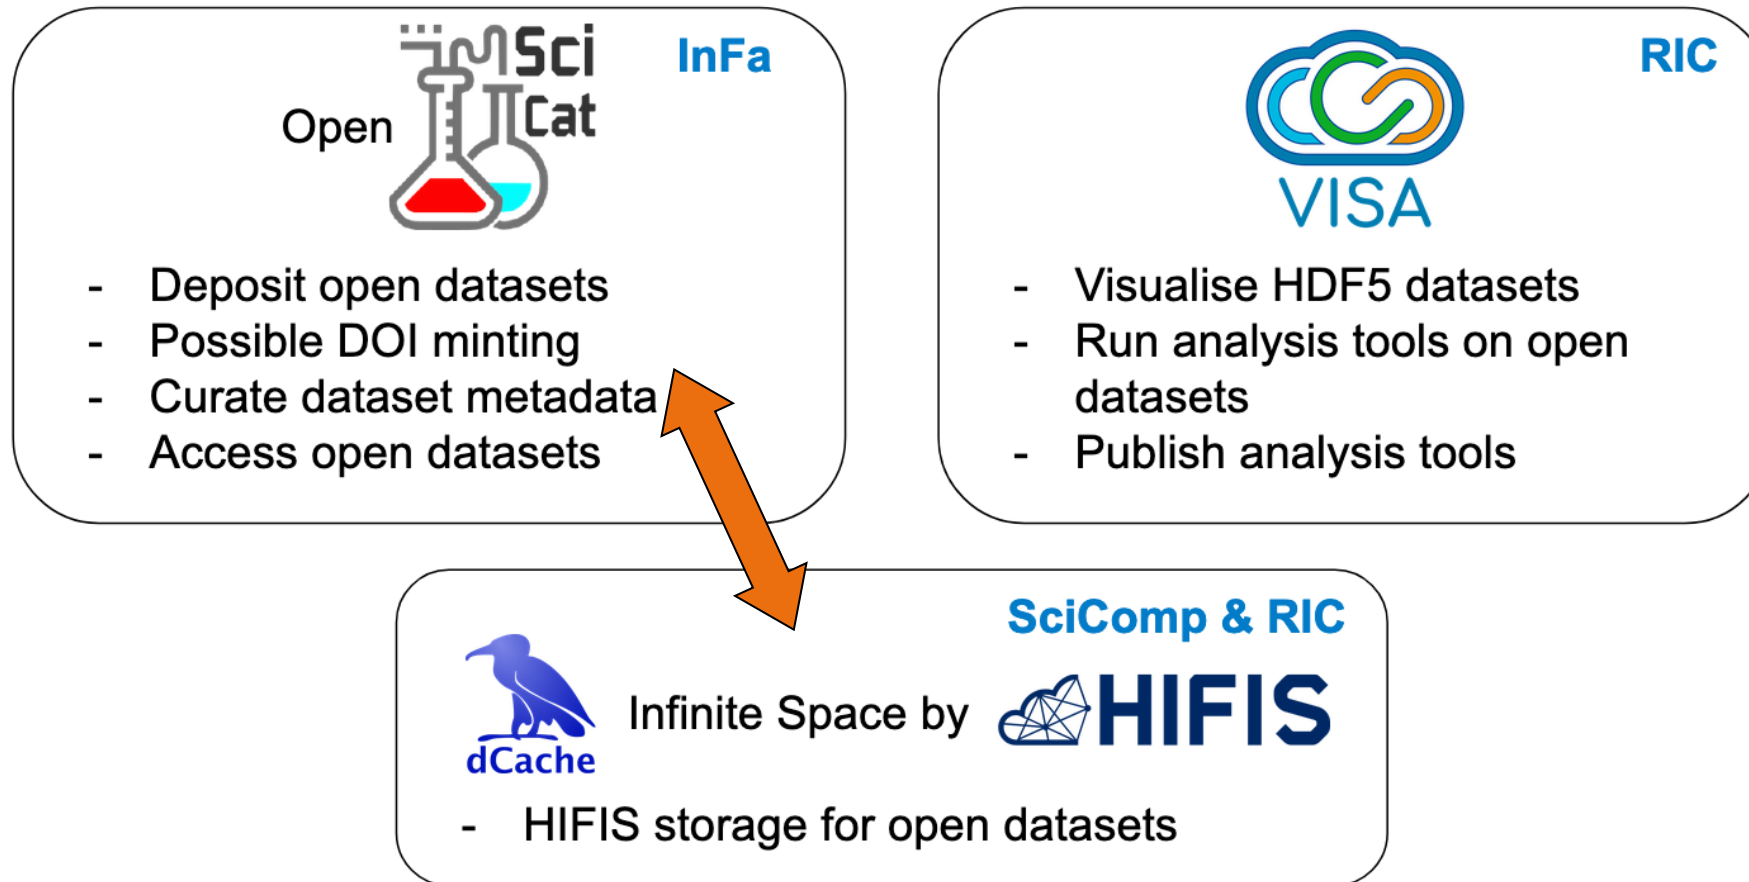 Open
Sci
Cat
InFa
- Deposit open datasets
- Possible DOI minting
- Curate dataset metadata
- Access open datasets
RIC
VISA
- Visualise HDF5 datasets
- Run analysis tools on open
datasets
- Publish analysis tools
SciComp & RIC
dCache
Infinite Space by
HIFIS
- HIFIS storage for open datasets